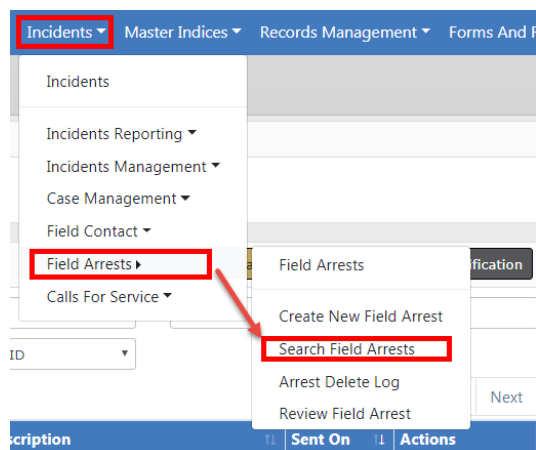 Incidents Master Indices Records Management Forms And
Incidents
Incidents Reporting
Incidents Management
Case Management
Field Contact
Field Arrests
Calls For Service
Field Arrests
Create New Field Arrest
Search Field Arrests
Arrest Delete Log
Review Field Arrest
ID
Next
Sent On Actions